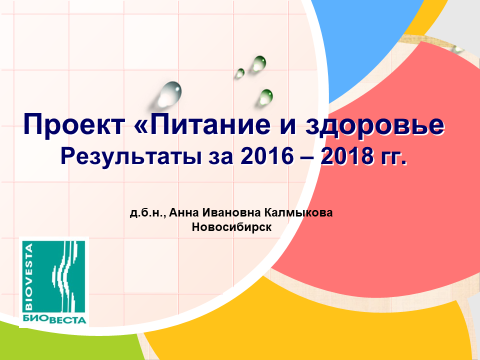 Проект «Питание и здоровье
Результаты за 2016 – 2018 гг.
д.б.н., Анна Ивановна Калмыкова
Новосибирск
BIOVESTA
БИОВЕСТА